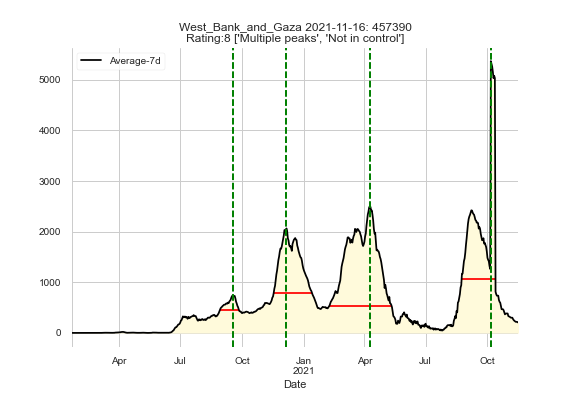 West_Bank_and_Gaza 2021-11-16: 457390
Rating:8 ['Multiple peaks', 'Not in control']
Average-7d
5000
4000
3000
2000
1000
0
Apr Jul Oct Jan Apr Jul Oct
2021
Date